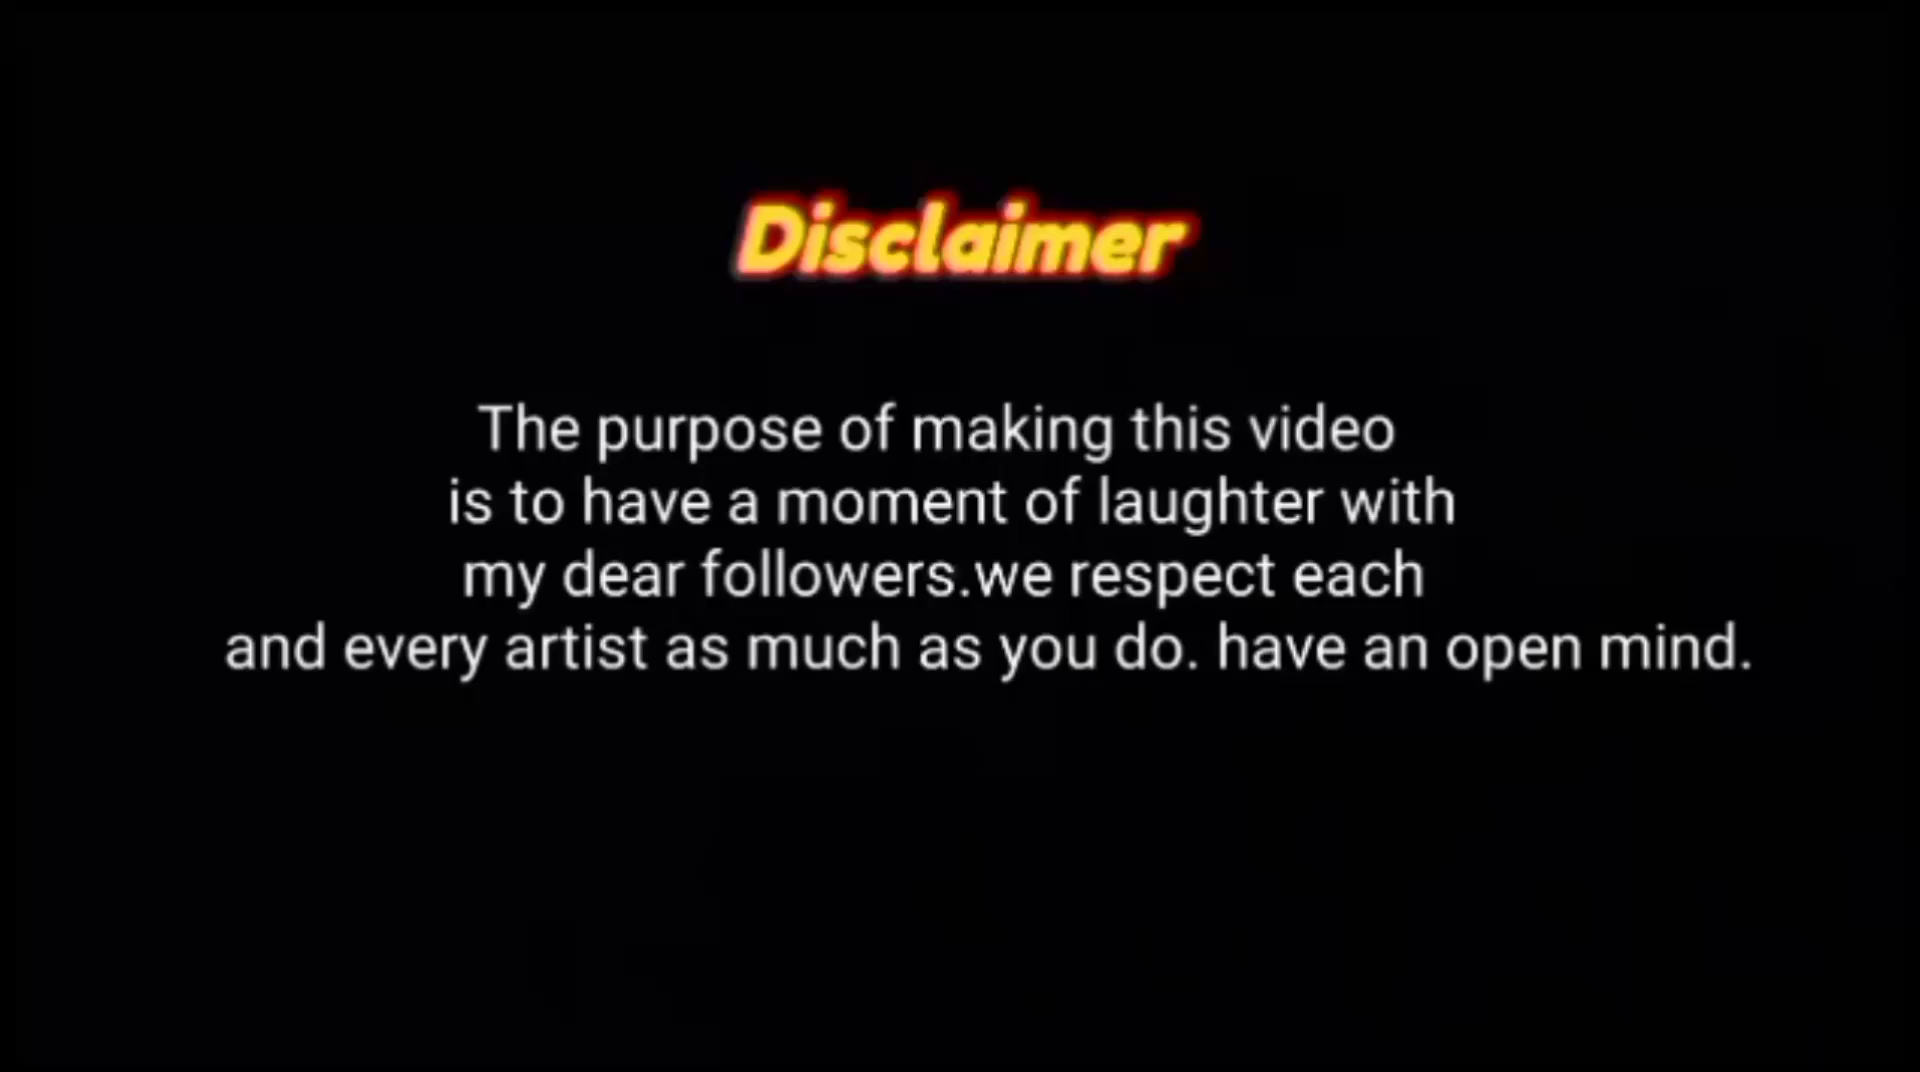 Disclaimer
The purpose of making this video
is to have a moment of laughter with
my dear followers.we respect each
and every artist as much as you do. have an open mind.